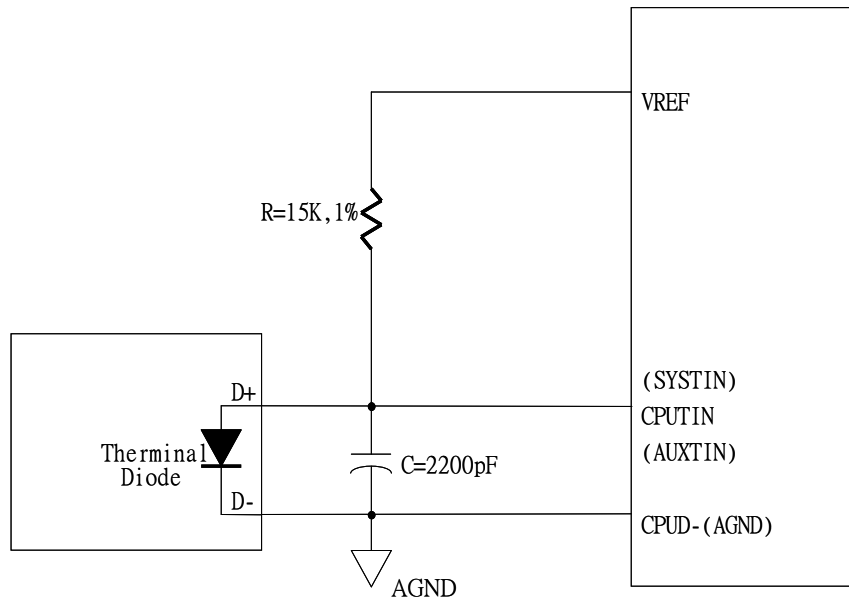 VREF
R=15K,1%
(SYSTIN)
D+
CPUTIN
Therminal
Diode
(AUXTIN)
C=2200pF
D-
CPUD-(AGND)
AGND